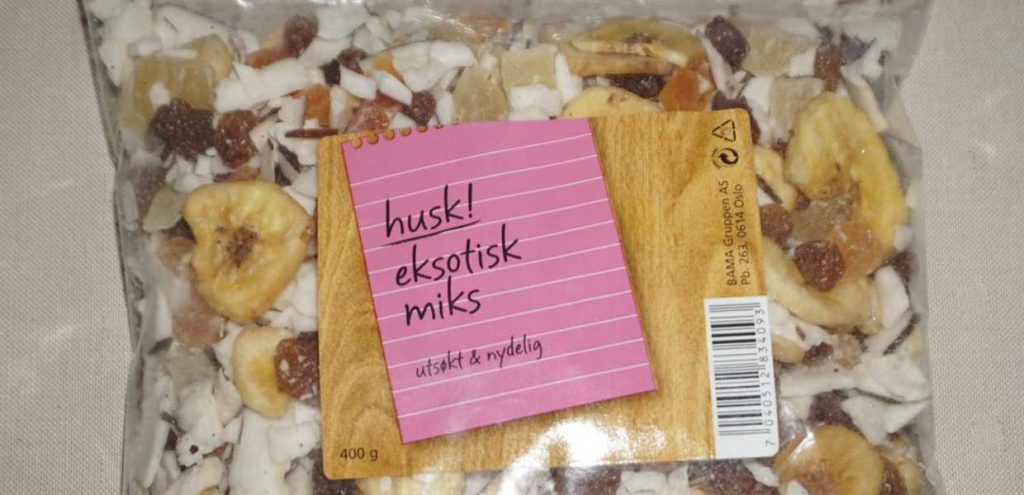 husk!
eksotisk
miks
utsøkt & nydelig
400 g
BAMA Gruppen AS
Pb. 263, 0614 Oslo
7 040512 834093